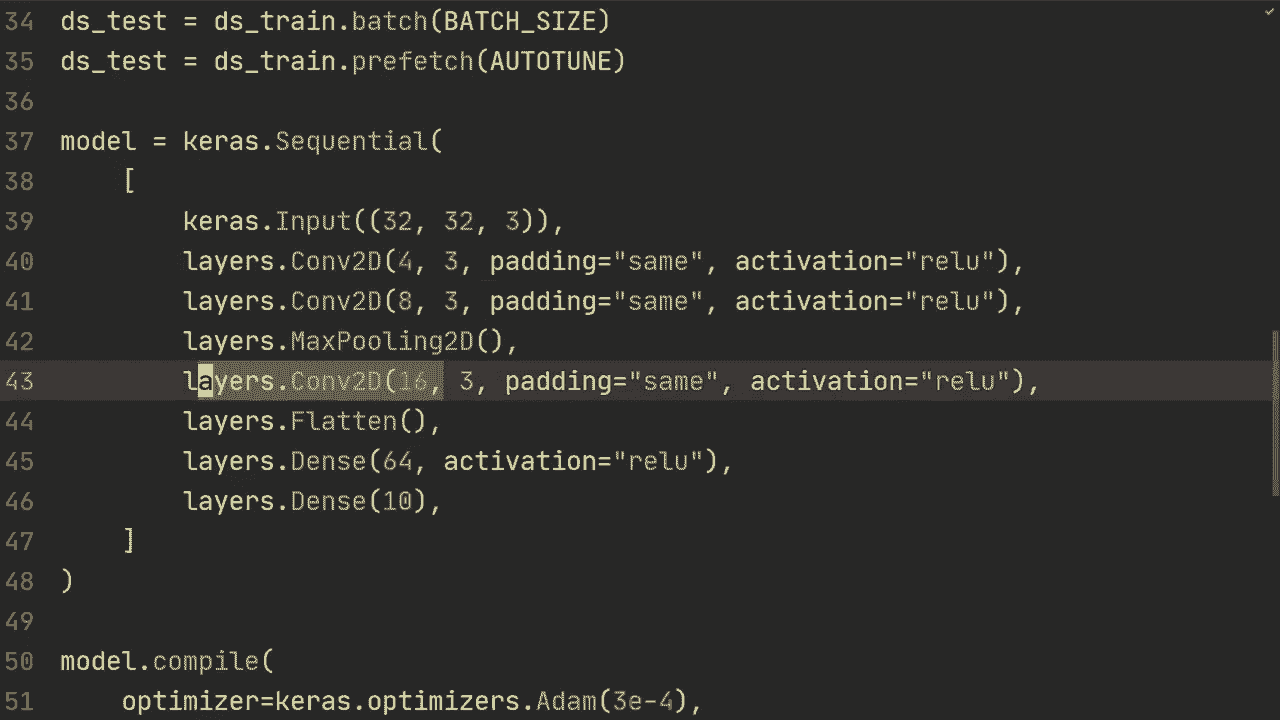 34 ds_test = ds_train.batch(BATCH_SIZE)
35 ds_test = ds_train.prefetch(AUTOTUNE)
36
37 model = keras.Sequential(
38     [
39         keras.Input((32, 32, 3)),
40         layers.Conv2D(4, 3, padding="same", activation="relu"),
41         layers.Conv2D(8, 3, padding="same", activation="relu"),
42         layers.MaxPooling2D(),
43         layers.Conv2D(16, 3, padding="same", activation="relu"),
44         layers.Flatten(),
45         layers.Dense(64, activation="relu"),
46         layers.Dense(10),
47     ]
48 )
49
50 model.compile(
51     optimizer=keras.optimizers.Adam(3e-4),